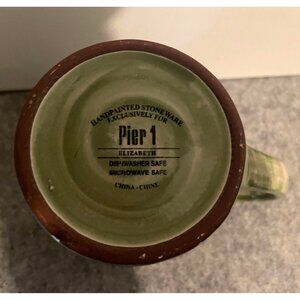 HANDPAINTED STONEWARE
EXCLUSIVELY FOR
Pier 1
ELIZABETH
DISHWASHER SAFE
MICROWAVE SAFE
CHINA - CHINE